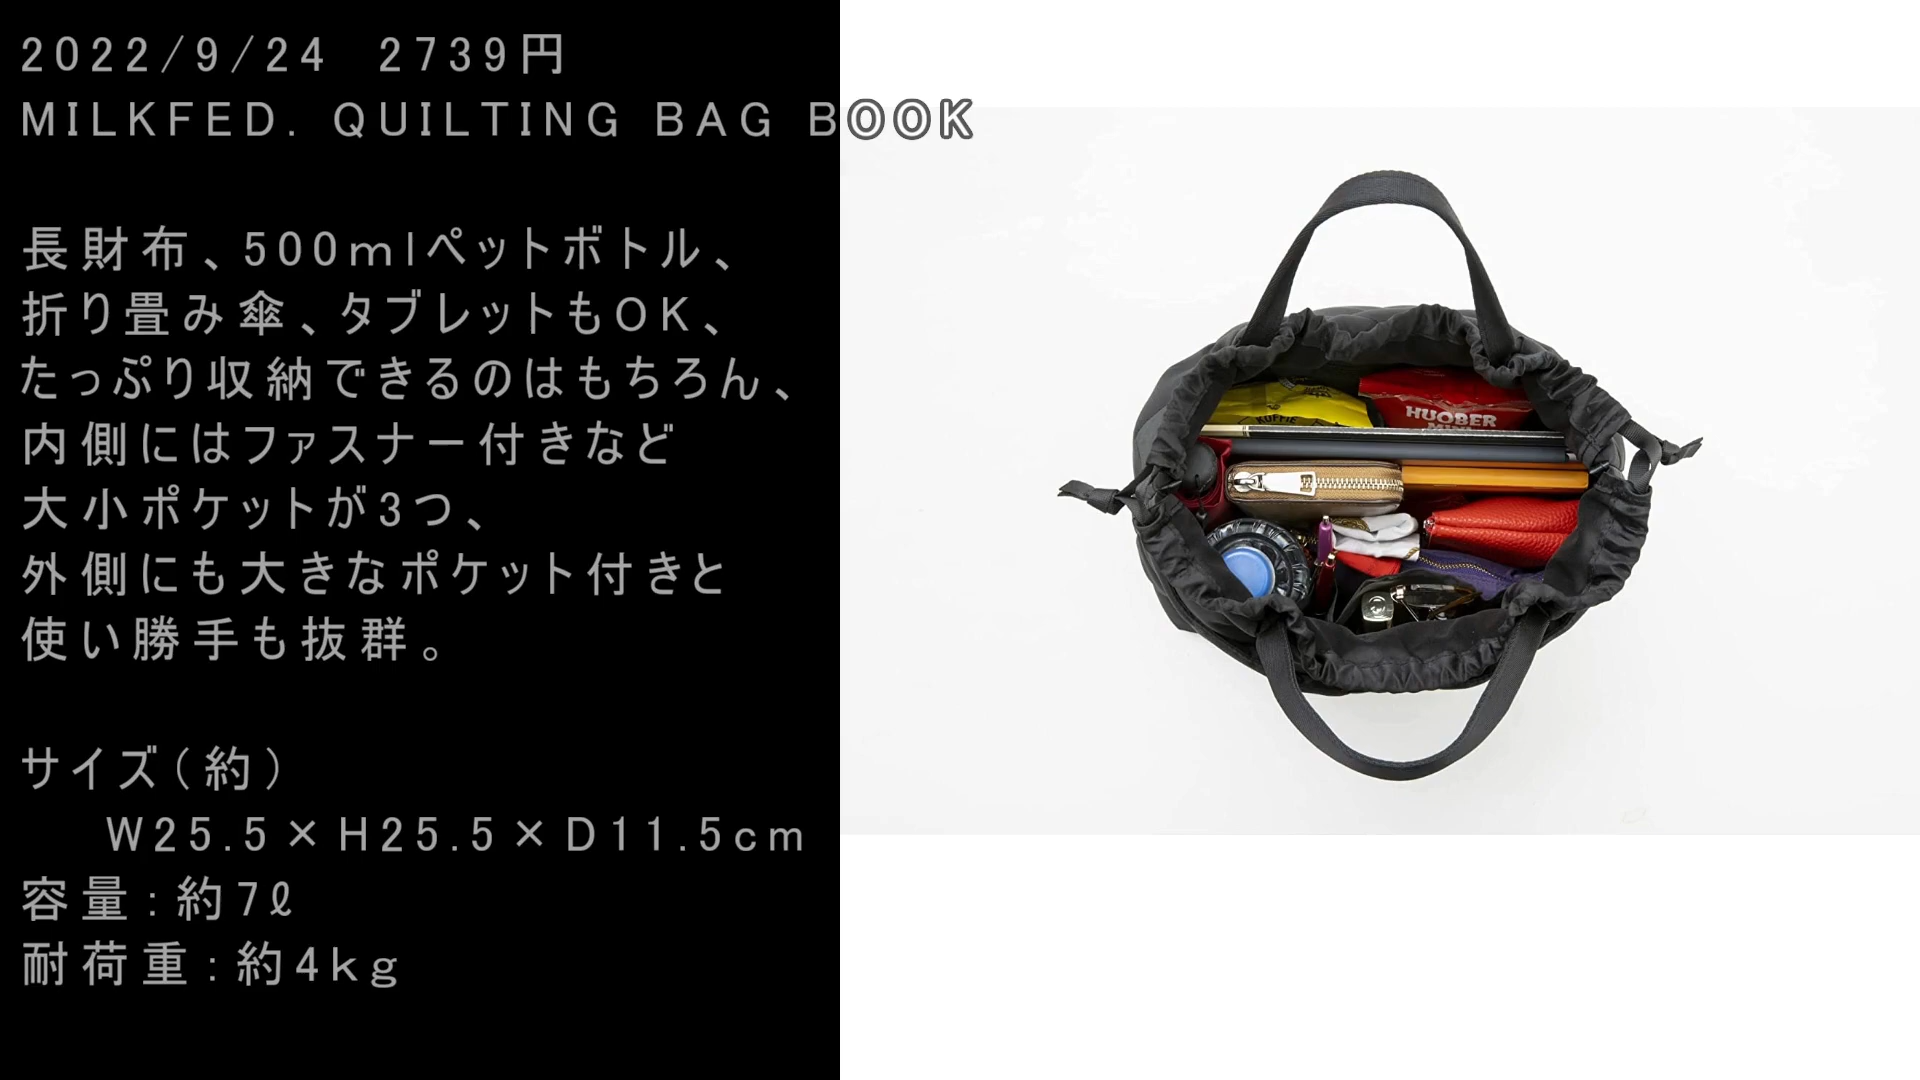 2022/9/24 2739円
MILKFED. QUILTING BAG BOOK
長財布、500mlペットボトル、
折り畳み傘、タブレットもOK、
たっぷり収納できるのはもちろん、
内側にはファスナー付きなど
大小ポケットが3つ、
外側にも大きなポケット付きと
使い勝手も抜群。
サイズ(約)
W25.5×H25.5×D11.5cm
容量:約7ℓ
耐荷重:約4kg
KOFFIE
HUOBER
MINI